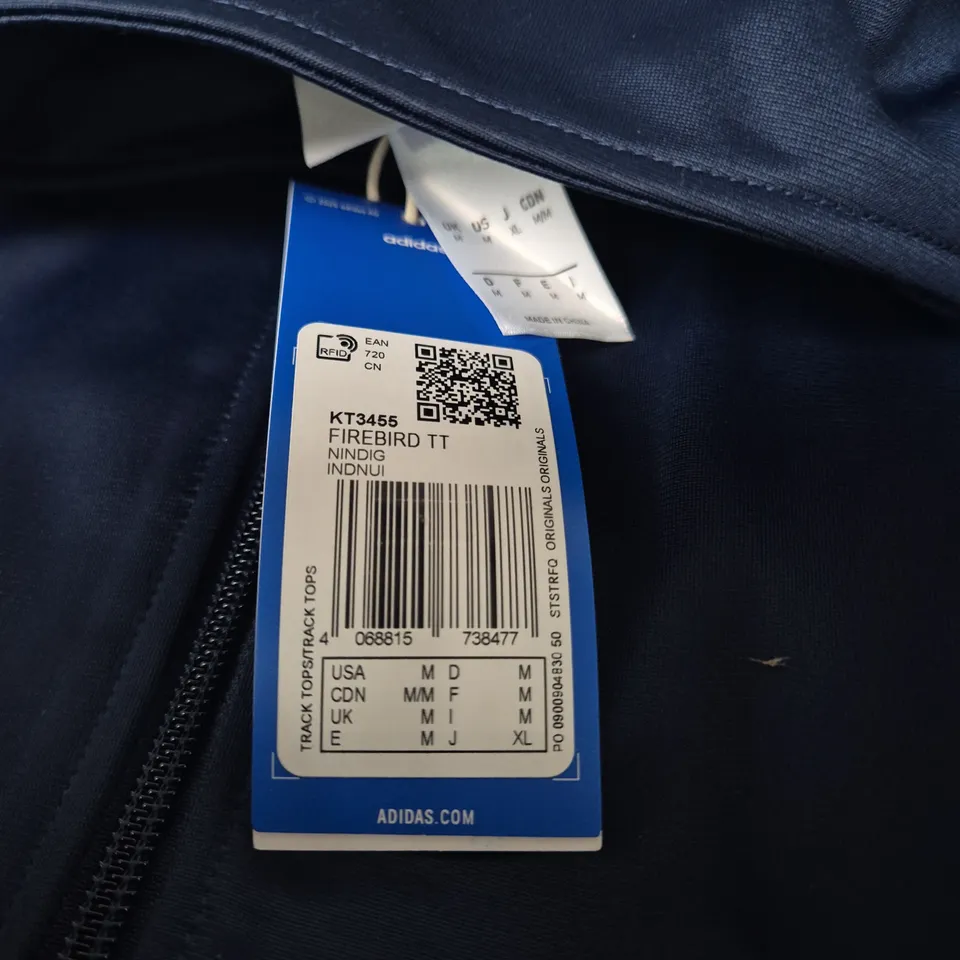 UK US J CDN
M M XL M/M
D F E I
M M M M
MADE IN CHINA
adidas
RFID
EAN
720
CN
KT3455
FIREBIRD TT
NINDIG
INDNUI
4 068815 738477
TRACK TOPS/TRACK TOPS
PO 0900904830 50 STSTRFQ ORIGINALS ORIGINALS
USA M D M
CDN M/M F M
UK M I M
E M J XL
ADIDAS.COM